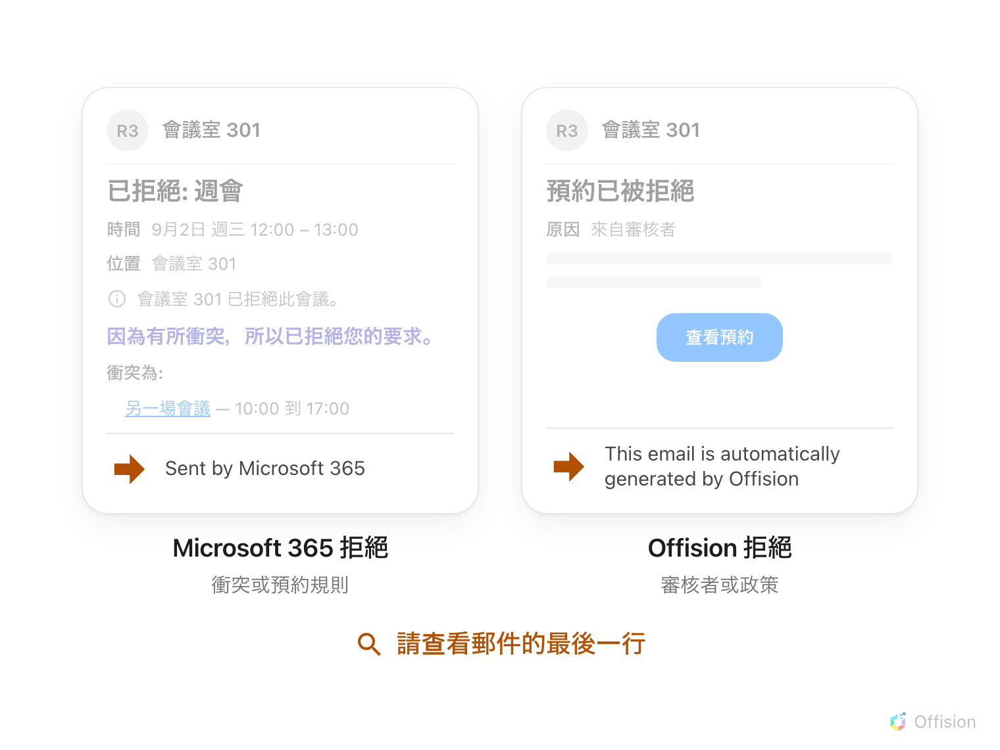 R3 會議室 301
已拒絕: 週會
時間 9月2日 週三 12:00 – 13:00
位置 會議室 301
會議室 301 已拒絕此會議。
因為有所衝突，所以已拒絕您的要求。
衝突為:
另一場會議 — 10:00 到 17:00
Sent by Microsoft 365
Microsoft 365 拒絕
衝突或預約規則
R3 會議室 301
預約已被拒絕
原因 來自審核者
查看預約
This email is automatically
generated by Offision
Offision 拒絕
審核者或政策
請查看郵件的最後一行
Offision